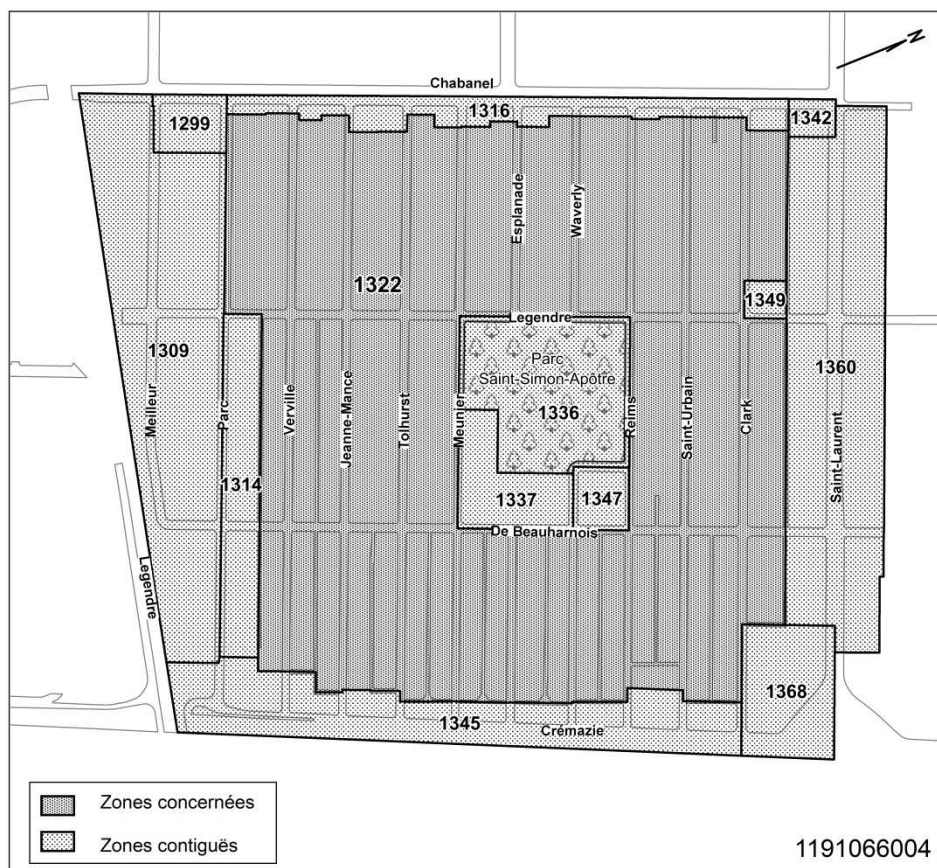 N
Chabanel
1316
1342
1299
Esplanade
Waverly
1322
1349
Legendre
Parc
Saint-Simon-Apôtre
1309
1360
Meilleur
Parc
Verville
Jeanne-Mance
Tolhurst
Meunier
1336
Reims
Saint-Urbain
Clark
Saint-Laurent
1314
1337
1347
De Beauharnois
Legendre
1368
1345
Crémazie
Zones concernées
Zones contiguës
1191066004